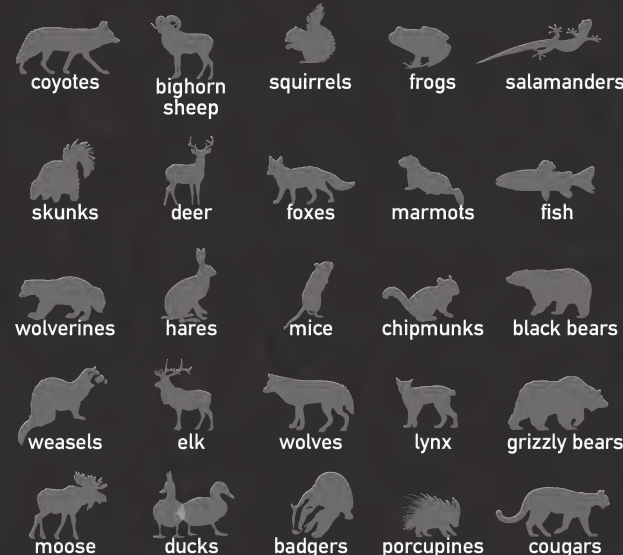 coyotes
bighorn
sheep
squirrels
frogs
salamanders
skunks
deer
foxes
marmots
fish
wolverines
hares
mice
chipmunks
black bears
weasels
elk
wolves
lynx
grizzly bears
moose
ducks
badgers
porcupines
cougars